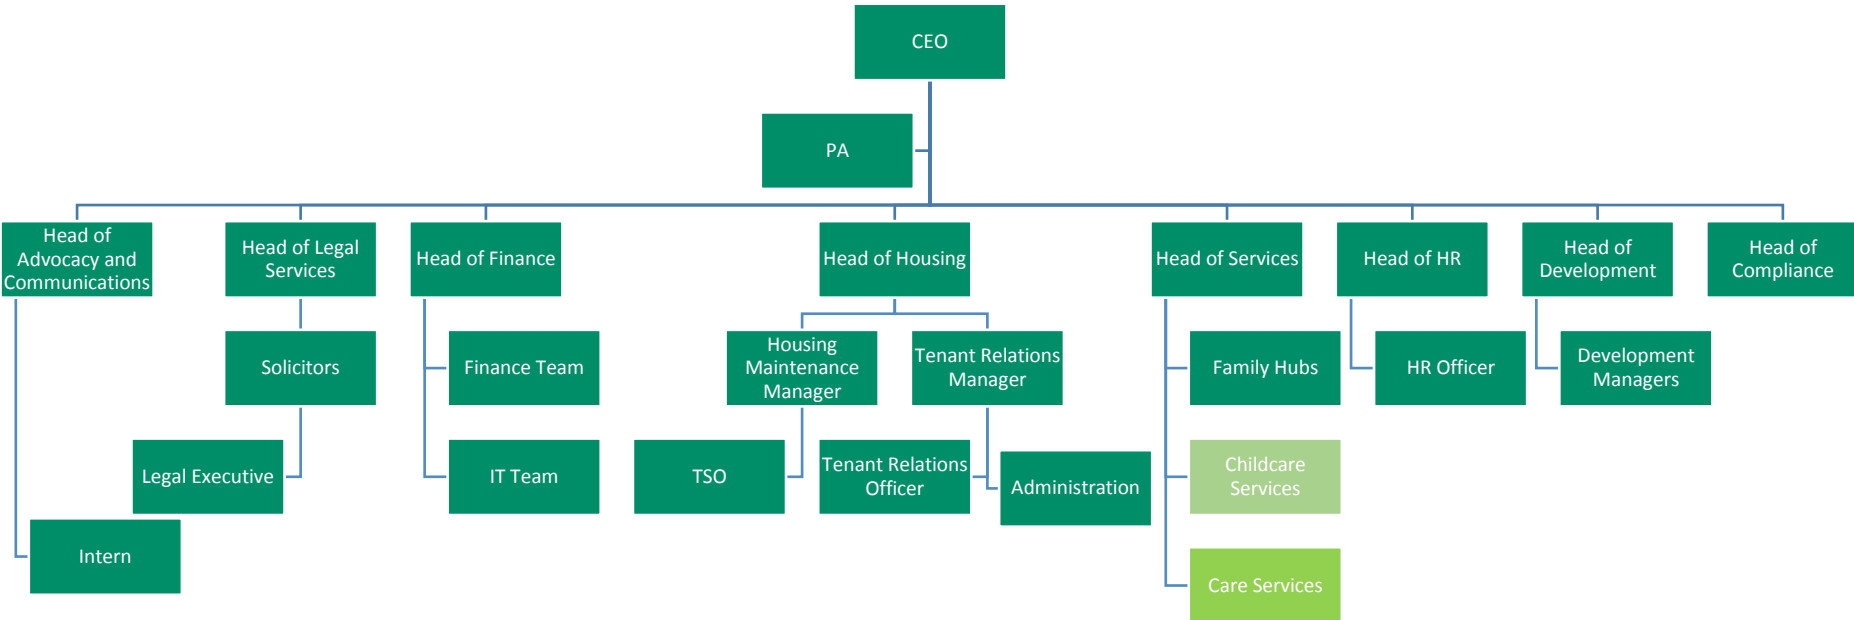 CEO
PA
Head of
Advocacy and
Communications
Head of Legal
Services
Head of Finance
Head of Housing
Head of Services
Head of HR
Head of
Development
Head of
Compliance
Solicitors
Finance Team
Housing
Maintenance
Manager
Tenant Relations
Manager
Family Hubs
HR Officer
Development
Managers
Legal Executive
IT Team
TSO
Tenant Relations
Officer
Administration
Childcare
Services
Intern
Care Services